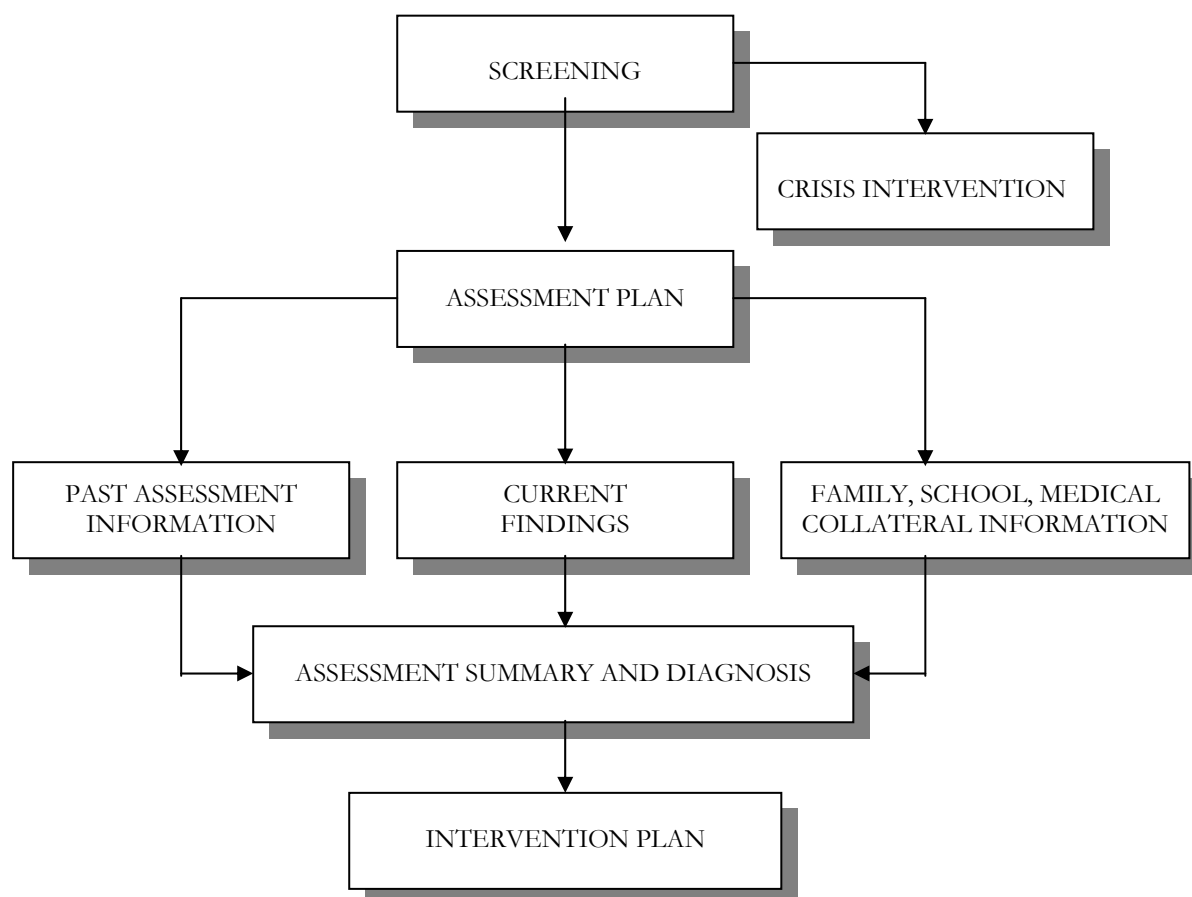 SCREENING
CRISIS INTERVENTION
ASSESSMENT PLAN
PAST ASSESSMENT
INFORMATION
CURRENT
FINDINGS
FAMILY, SCHOOL, MEDICAL
COLLATERAL INFORMATION
ASSESSMENT SUMMARY AND DIAGNOSIS
INTERVENTION PLAN